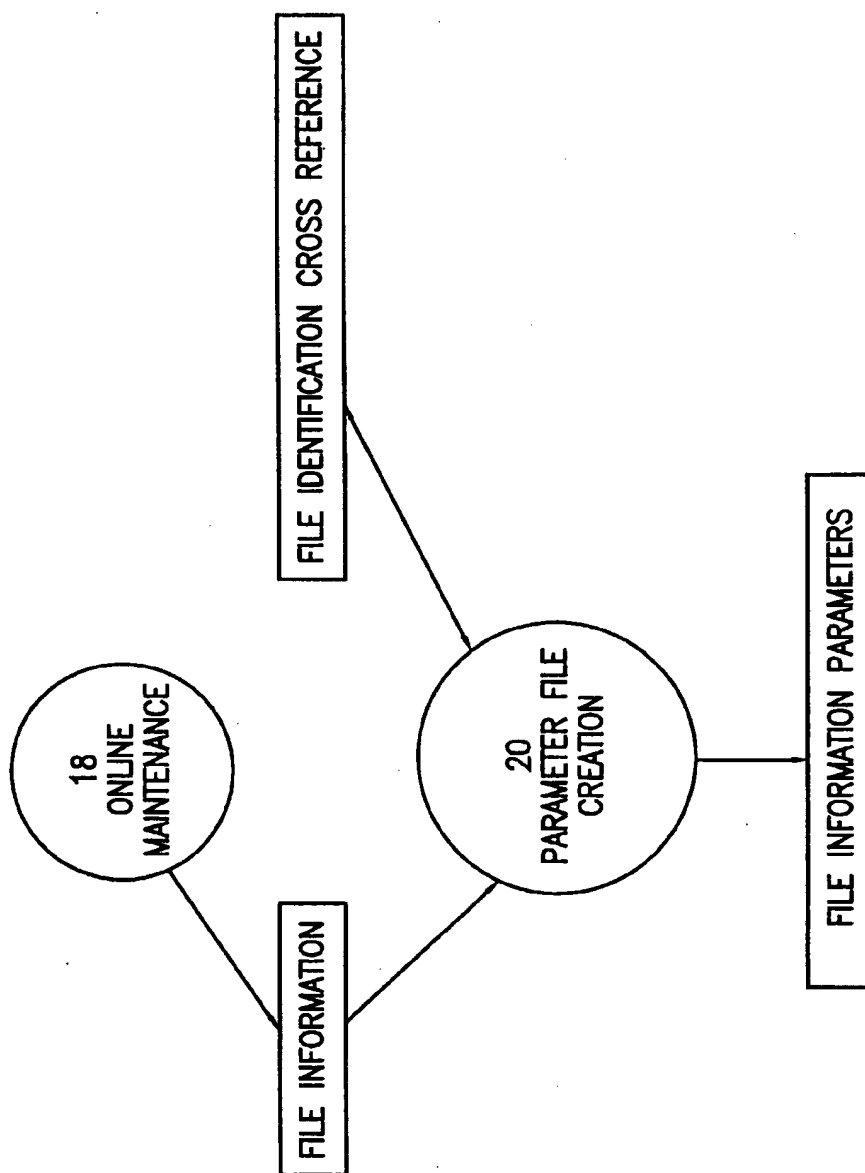 18
ONLINE
MAINTENANCE
FILE INFORMATION
FILE IDENTIFICATION CROSS REFERENCE
20
PARAMETER FILE
CREATION
FILE INFORMATION PARAMETERS